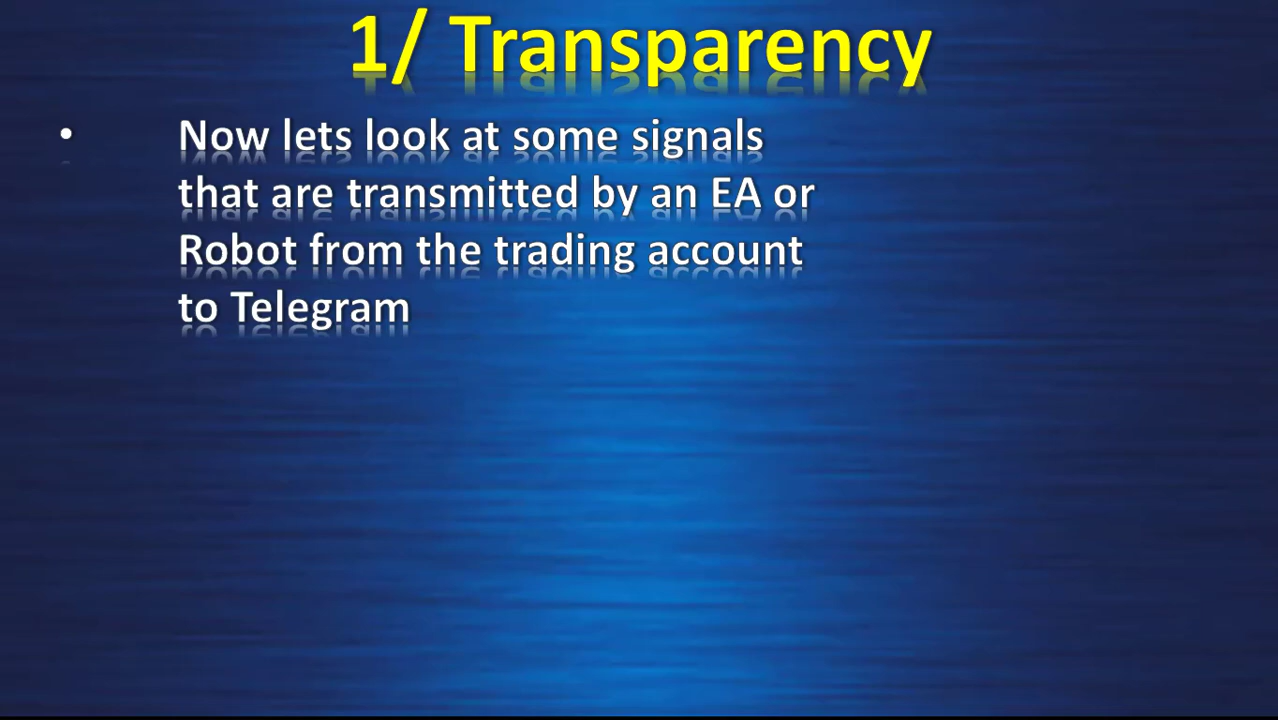 1/ Transparency
• Now lets look at some signals
that are transmitted by an EA or
Robot from the trading account
to Telegram